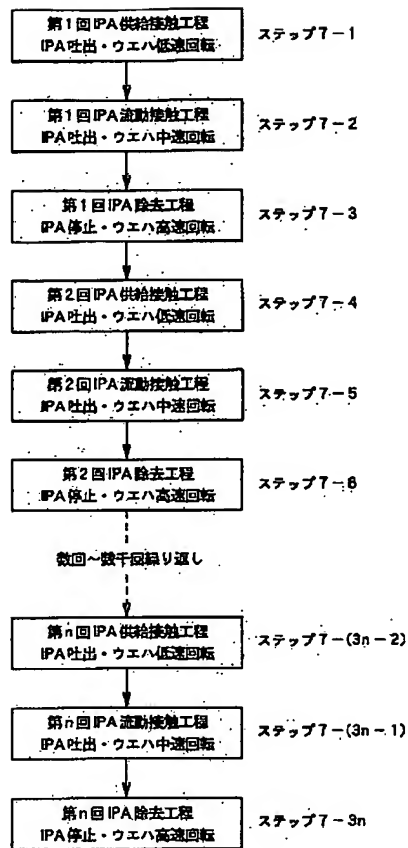 第1回IPA供給接触工程
IPA吐出・ウエハ低速回転
ステップ7-1
第1回IPA流動接触工程
IPA吐出・ウエハ中速回転
ステップ7-2
第1回IPA除去工程
IPA停止・ウエハ高速回転
ステップ7-3
第2回IPA供給接触工程
IPA吐出・ウエハ低速回転
ステップ7-4
第2回IPA流動接触工程
IPA吐出・ウエハ中速回転
ステップ7-5
第2回IPA除去工程
IPA停止・ウエハ高速回転
ステップ7-6
数回~数千回繰り返し
第n回IPA供給接触工程
IPA吐出・ウエハ低速回転
ステップ7-(3n-2)
第n回IPA流動接触工程
IPA吐出・ウエハ中速回転
ステップ7-(3n-1)
第n回IPA除去工程
IPA停止・ウエハ高速回転
ステップ7-3n